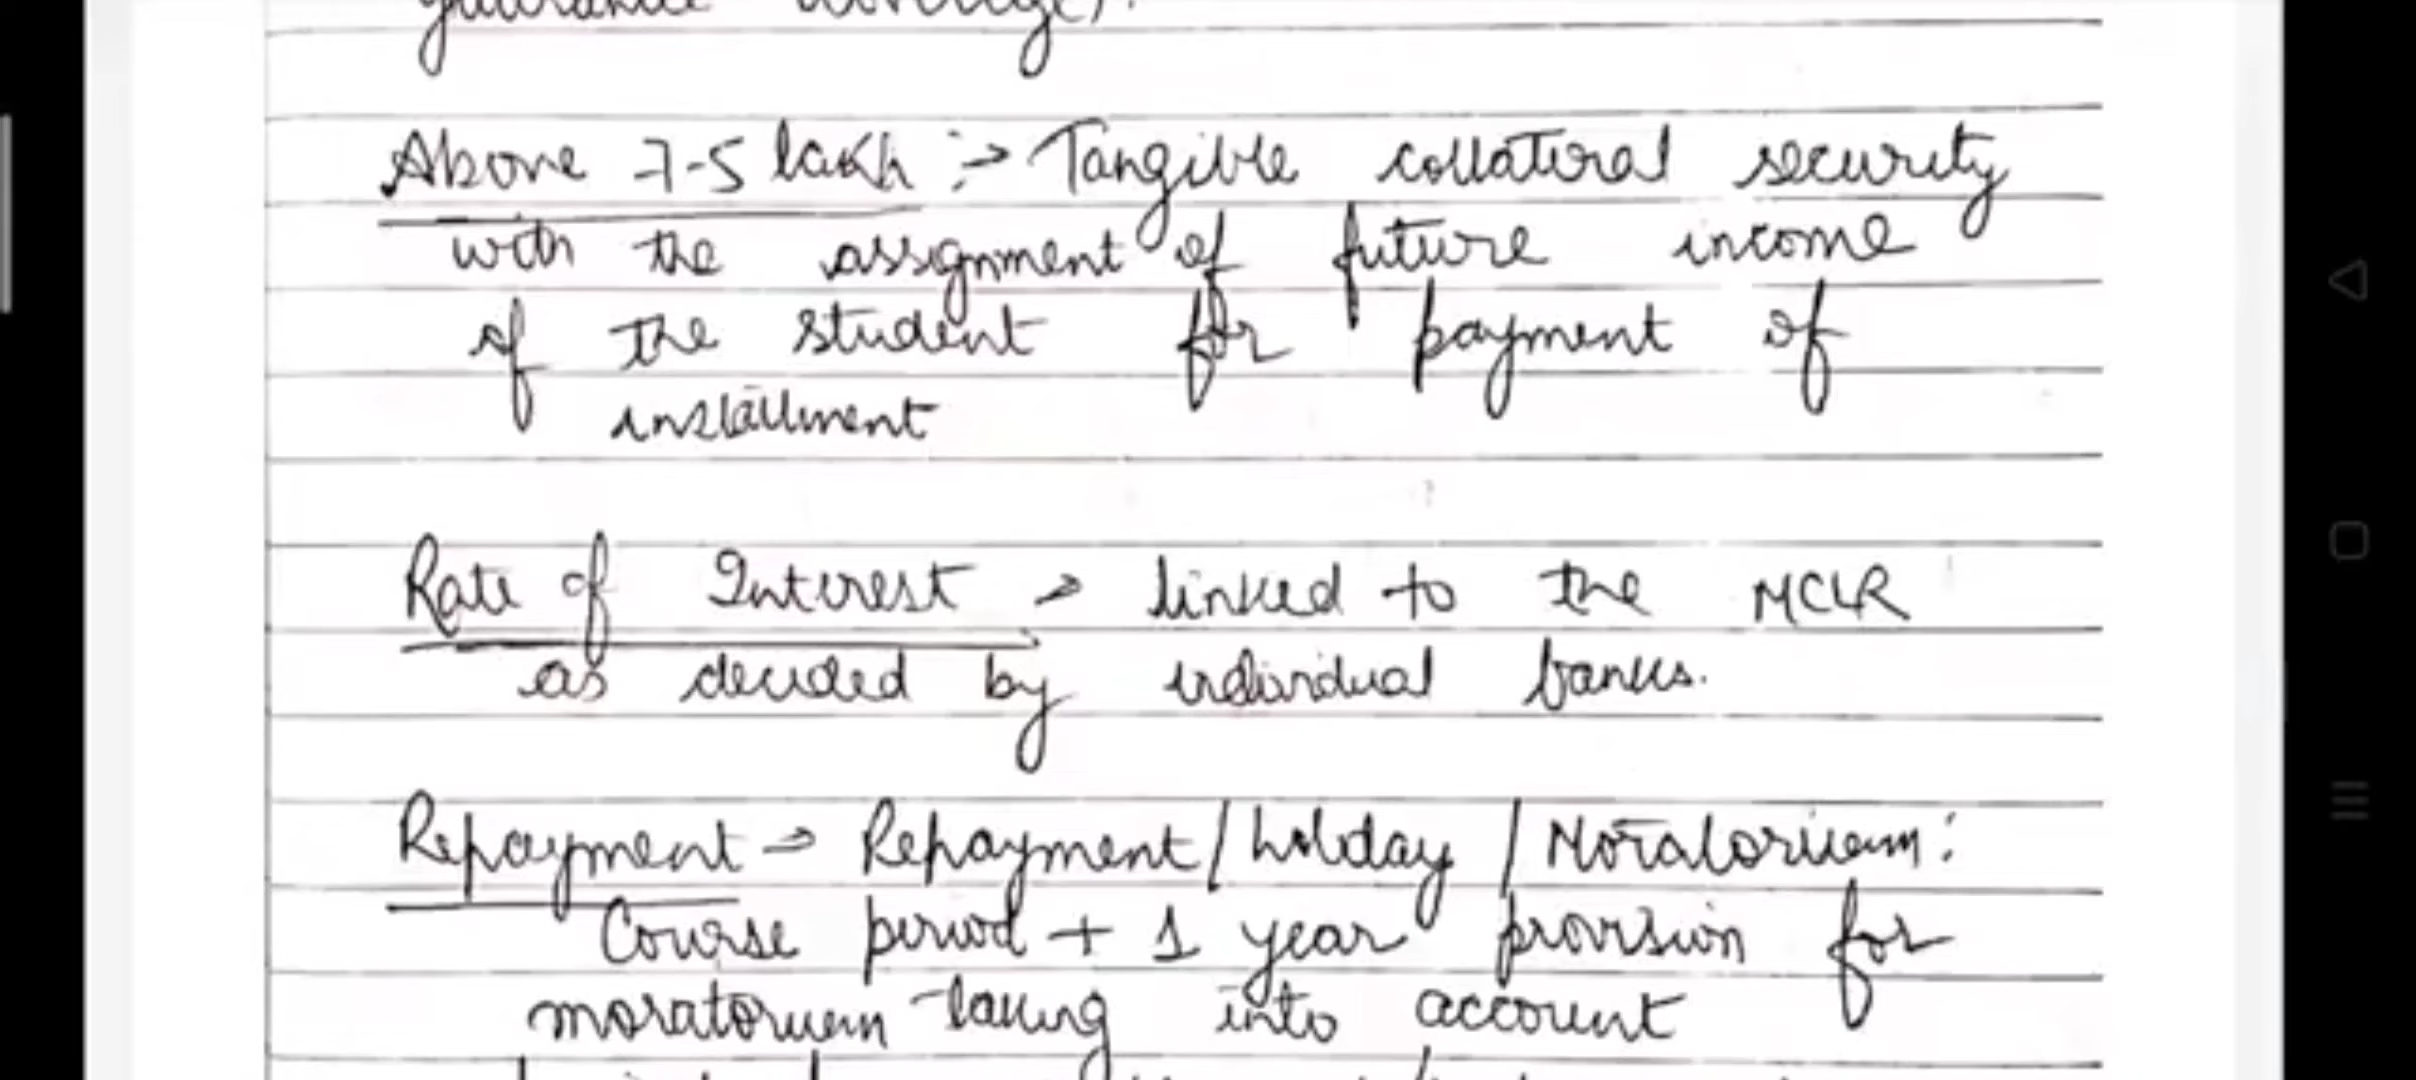 guarantee coverage).
Above 7.5 lakh :-> Tangible collateral security
with the assignment of future income
of the student for payment of
installment
Rate of Interest -> linked to the MCLR
as decided by individual banks.
Repayment -> Repayment/holiday/Moratorium:
Course period + 1 year provision for
moratorium taking into account